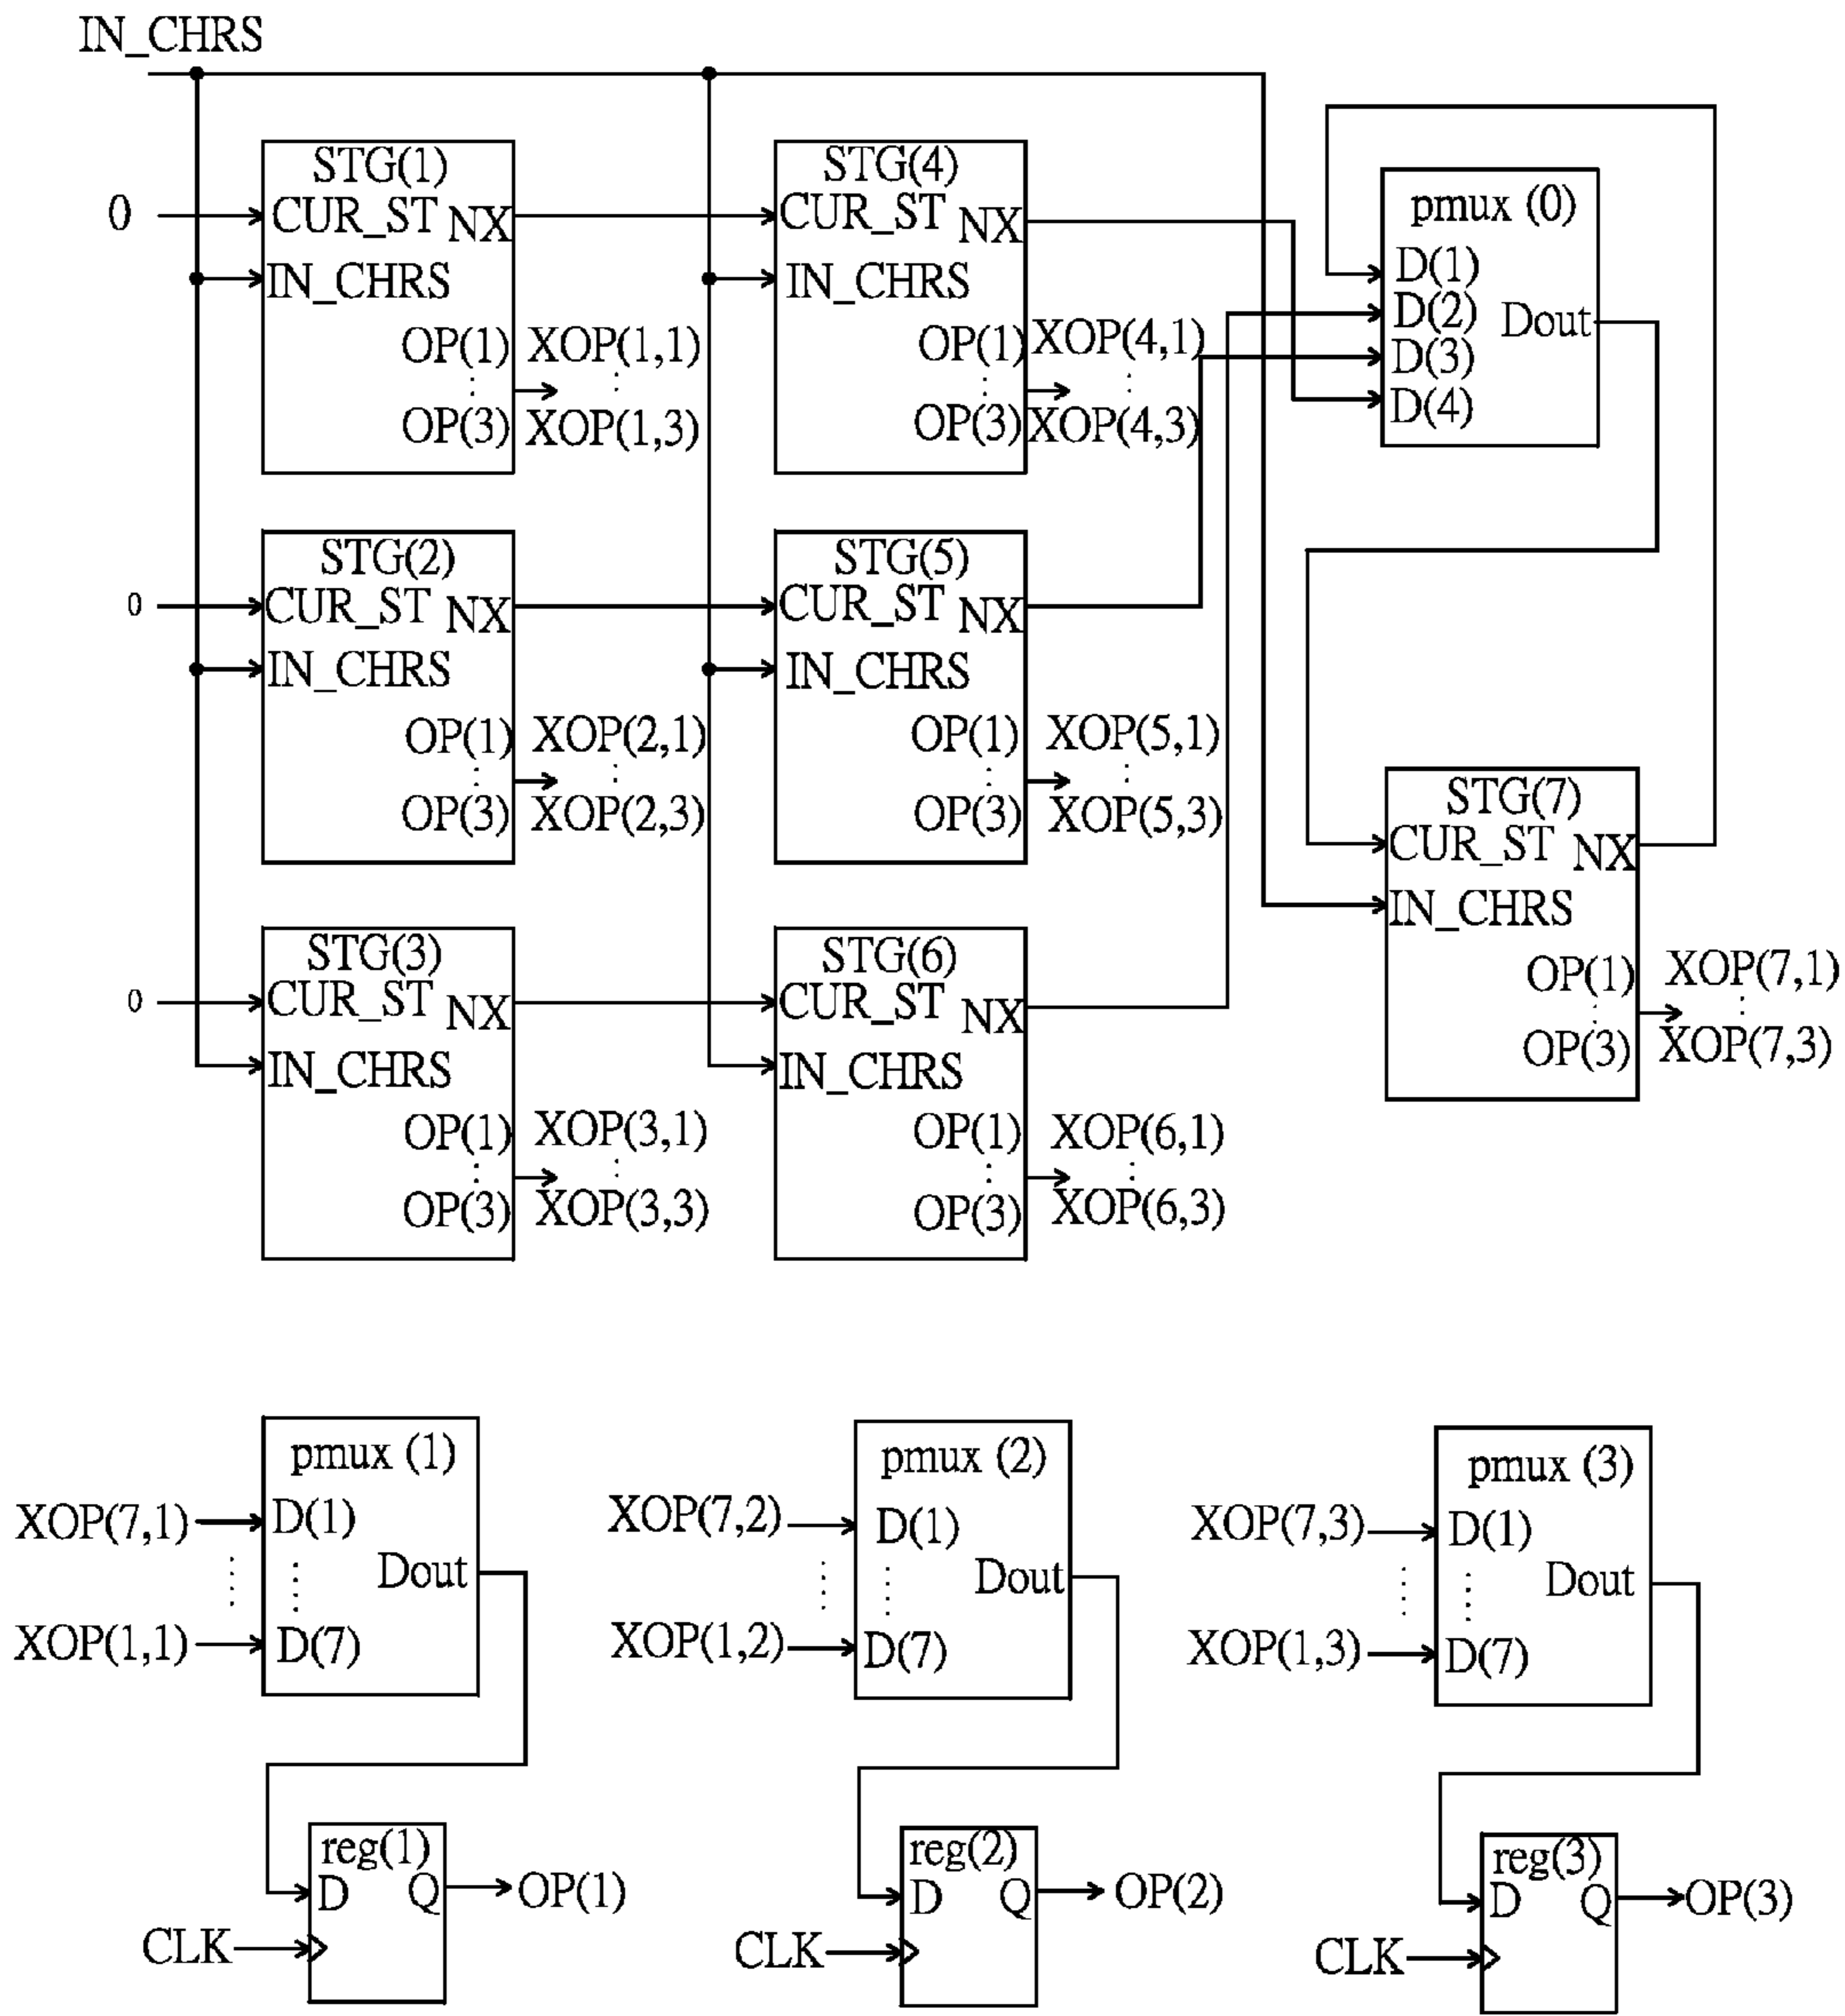 IN_CHRS
STG(1)
0
CUR_ST
NX
IN_CHRS
OP(1)
XOP(1,1)
OP(3)
XOP(1,3)
STG(4)
CUR_ST
NX
IN_CHRS
OP(1)
XOP(4,1)
OP(3)
XOP(4,3)
pmux (0)
D(1)
D(2)
Dout
D(3)
D(4)
STG(2)
0
CUR_ST
NX
IN_CHRS
OP(1)
XOP(2,1)
OP(3)
XOP(2,3)
STG(5)
CUR_ST
NX
IN_CHRS
OP(1)
XOP(5,1)
OP(3)
XOP(5,3)
STG(7)
CUR_ST
NX
IN_CHRS
OP(1)
XOP(7,1)
OP(3)
XOP(7,3)
STG(3)
0
CUR_ST
NX
IN_CHRS
OP(1)
XOP(3,1)
OP(3)
XOP(3,3)
STG(6)
CUR_ST
NX
IN_CHRS
OP(1)
XOP(6,1)
OP(3)
XOP(6,3)
pmux (1)
XOP(7,1)
D(1)
Dout
XOP(1,1)
D(7)
reg(1)
D
Q
OP(1)
CLK
pmux (2)
XOP(7,2)
D(1)
Dout
XOP(1,2)
D(7)
reg(2)
D
Q
OP(2)
CLK
pmux (3)
XOP(7,3)
D(1)
Dout
XOP(1,3)
D(7)
reg(3)
D
Q
OP(3)
CLK